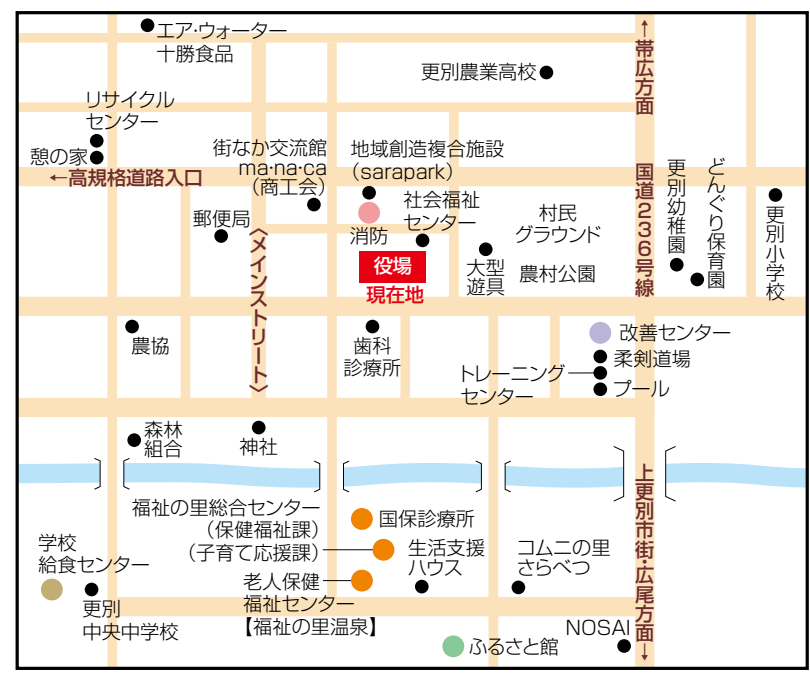 エア・ウォーター
十勝食品
更別農業高校
←帯広方面
リサイクル
センター
憩の家
←高規格道路入口
街なか交流館
ma・na・ca
(商工会)
地域創造複合施設
(sarapark)
郵便局
消防
社会福祉
センター
役場
現在地
大型
遊具
村民
グラウンド
農村公園
国道236号線
更別幼稚園
どんぐり保育園
更別小学校
〈メインストリート〉
農協
歯科
診療所
改善センター
柔剣道場
トレーニング
センター
プール
森林
組合
神社
福祉の里総合センター
(保健福祉課)
(子育て応援課)
国保診療所
老人保健
福祉センター
【福祉の里温泉】
生活支援
ハウス
コムニの里
さらべつ
上更別市街・広尾方面→
学校
給食センター
更別
中央中学校
ふるさと館
NOSAI